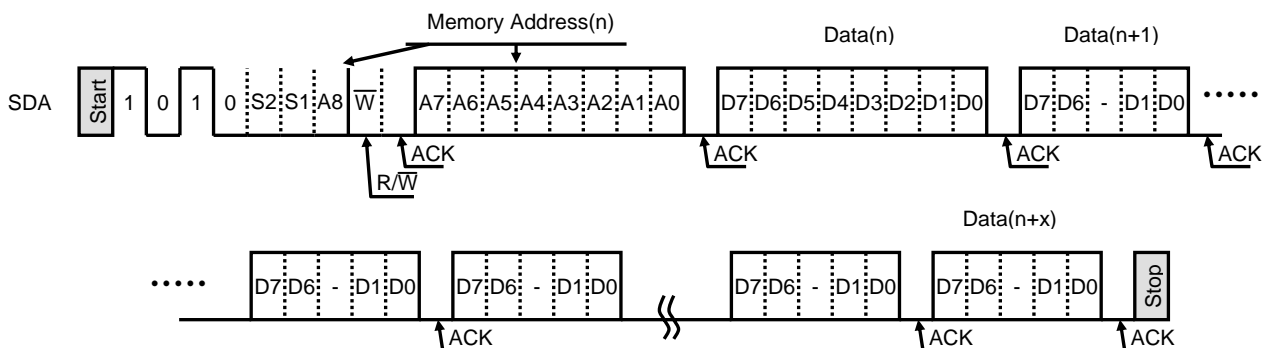 Memory Address(n)
Data(n)
Data(n+1)
SDA Start 1 0 1 0 S2 S1 A8 W̅ A7 A6 A5 A4 A3 A2 A1 A0 D7 D6 D5 D4 D3 D2 D1 D0 D7 D6 - D1 D0 •••••
ACK ACK ACK ACK
R/W̅
Data(n+x)
••••• D7 D6 - D1 D0 D7 D6 - D1 D0 D7 D6 - D1 D0 D7 D6 - D1 D0 Stop
ACK ACK ACK